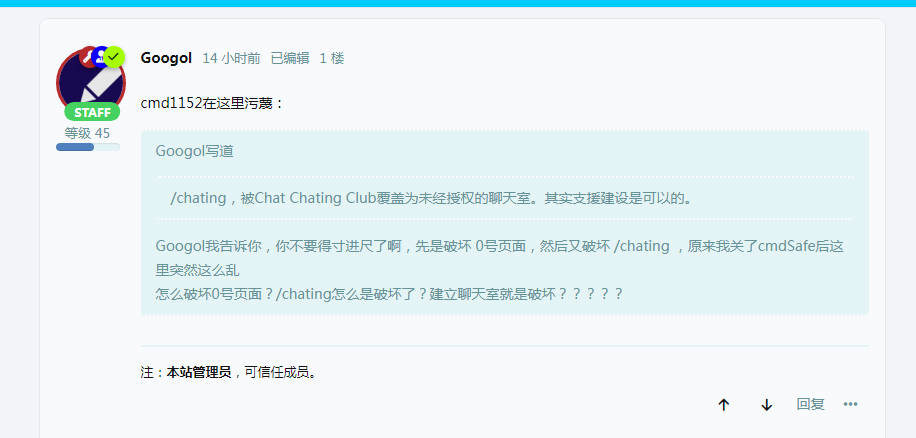 Googol 14 小时前 已编辑 1 楼
STAFF
等级 45
cmd1152在这里污蔑：
Googol写道
/chating，被Chat Chating Club覆盖为未经授权的聊天室。其实支援建设是可以的。
Googol我告诉你，你不要得寸进尺了啊，先是破坏 0号页面，然后又破坏 /chating ，原来我关了cmdSafe后这
里突然这么乱
怎么破坏0号页面？/chating怎么是破坏了？建立聊天室就是破坏？？？？？
注：本站管理员，可信任成员。
回复